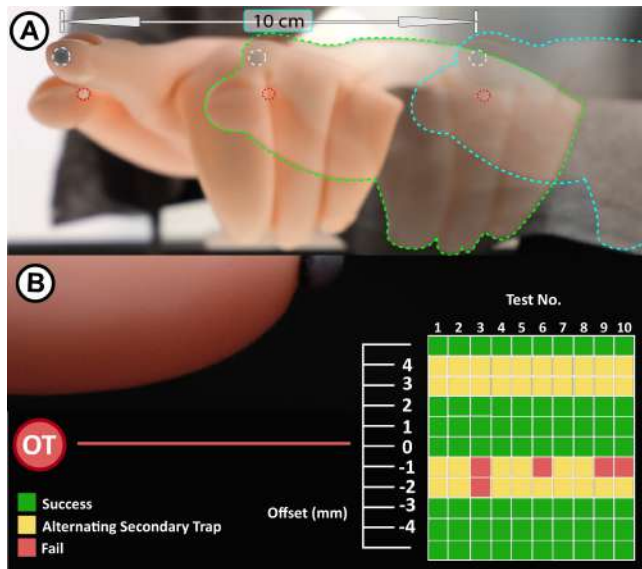 A
10 cm
B
Test No.
1 2 3 4 5 6 7 8 9 10
4
3
2
1
0
-1
-2
-3
-4
OT
Offset (mm)
Success
Alternating Secondary Trap
Fail